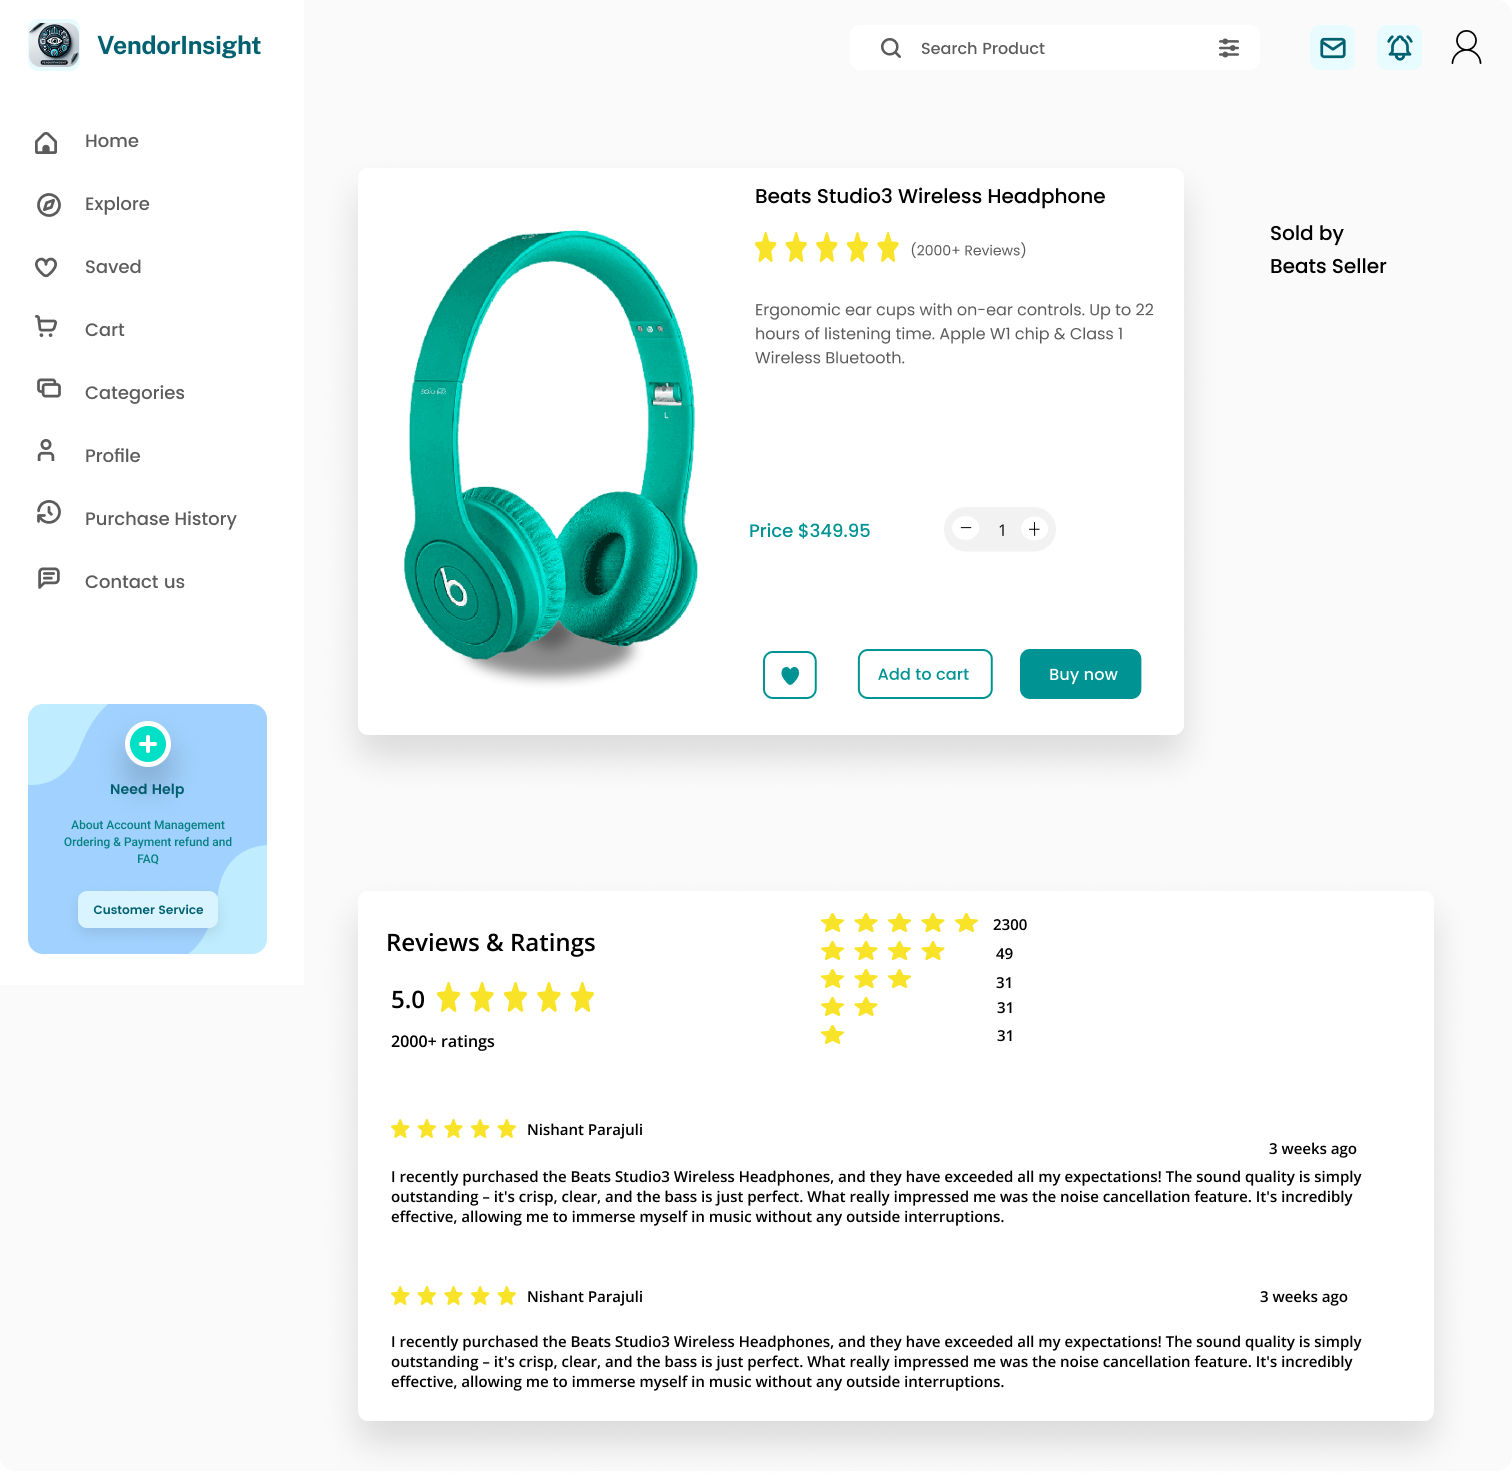 VendorInsight
Search Product
Home
Explore
Saved
Cart
Categories
Profile
Purchase History
Contact us
Need Help
About Account Management
Ordering & Payment refund and
FAQ
Customer Service
Beats Studio3 Wireless Headphone
(2000+ Reviews)
Ergonomic ear cups with on-ear controls. Up to 22
hours of listening time. Apple W1 chip & Class 1
Wireless Bluetooth.
L
b
Price $349.95
1
Add to cart
Buy now
Sold by
Beats Seller
Reviews & Ratings
5.0
2000+ ratings
2300
49
31
31
31
Nishant Parajuli
3 weeks ago
I recently purchased the Beats Studio3 Wireless Headphones, and they have exceeded all my expectations! The sound quality is simply
outstanding – it's crisp, clear, and the bass is just perfect. What really impressed me was the noise cancellation feature. It's incredibly
effective, allowing me to immerse myself in music without any outside interruptions.
Nishant Parajuli
3 weeks ago
I recently purchased the Beats Studio3 Wireless Headphones, and they have exceeded all my expectations! The sound quality is simply
outstanding – it's crisp, clear, and the bass is just perfect. What really impressed me was the noise cancellation feature. It's incredibly
effective, allowing me to immerse myself in music without any outside interruptions.